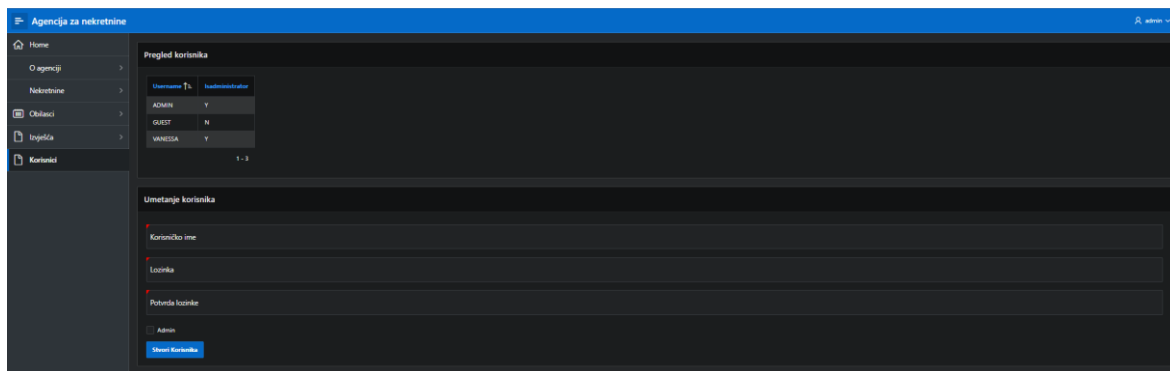 Agencija za nekretnine
admin
Home
O agenciji
Nekretnine
Obilasci
Izvješća
Korisnici
Pregled korisnika
Username Isadministrator
ADMIN Y
GUEST N
VANESSA Y
1 - 3
Umetanje korisnika
Korisničko ime
Lozinka
Potvrda lozinke
Admin
Stvori Korisnika